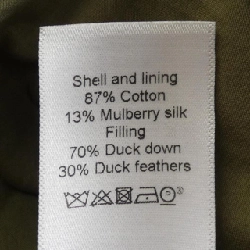 Shell and lining
87% Cotton
13% Mulberry silk
Filling
70% Duck down
30% Duck feathers